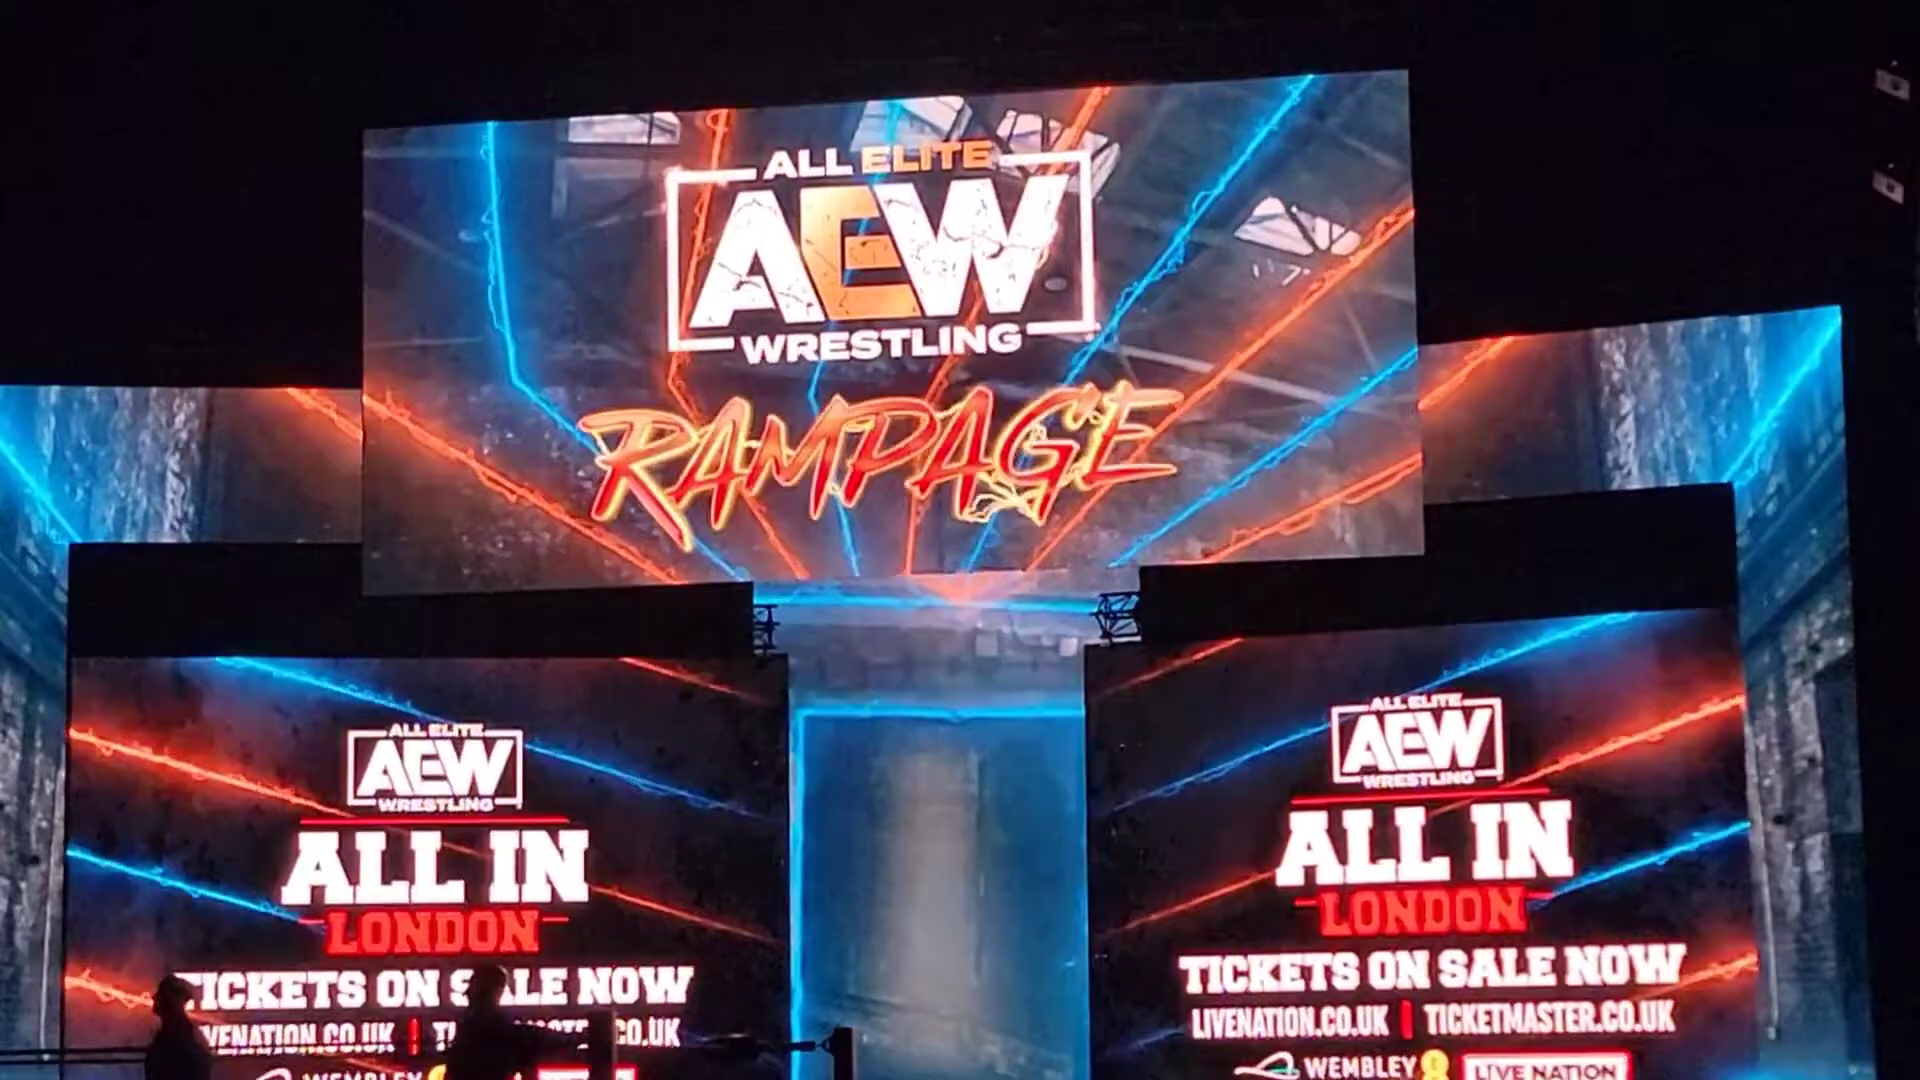 ALL ELITE
AEW
WRESTLING
RAMPAGE
ALL ELITE
AEW
WRESTLING
ALL IN
LONDON
TICKETS ON SALE NOW
CO.UK
WEMBLEY
ALL ELITE
AEW
WRESTLING
ALL IN
LONDON
TICKETS ON SALE NOW
LIVENATION.CO.UK | TICKETMASTER.CO.UK
WEMBLEY LIVE NATION